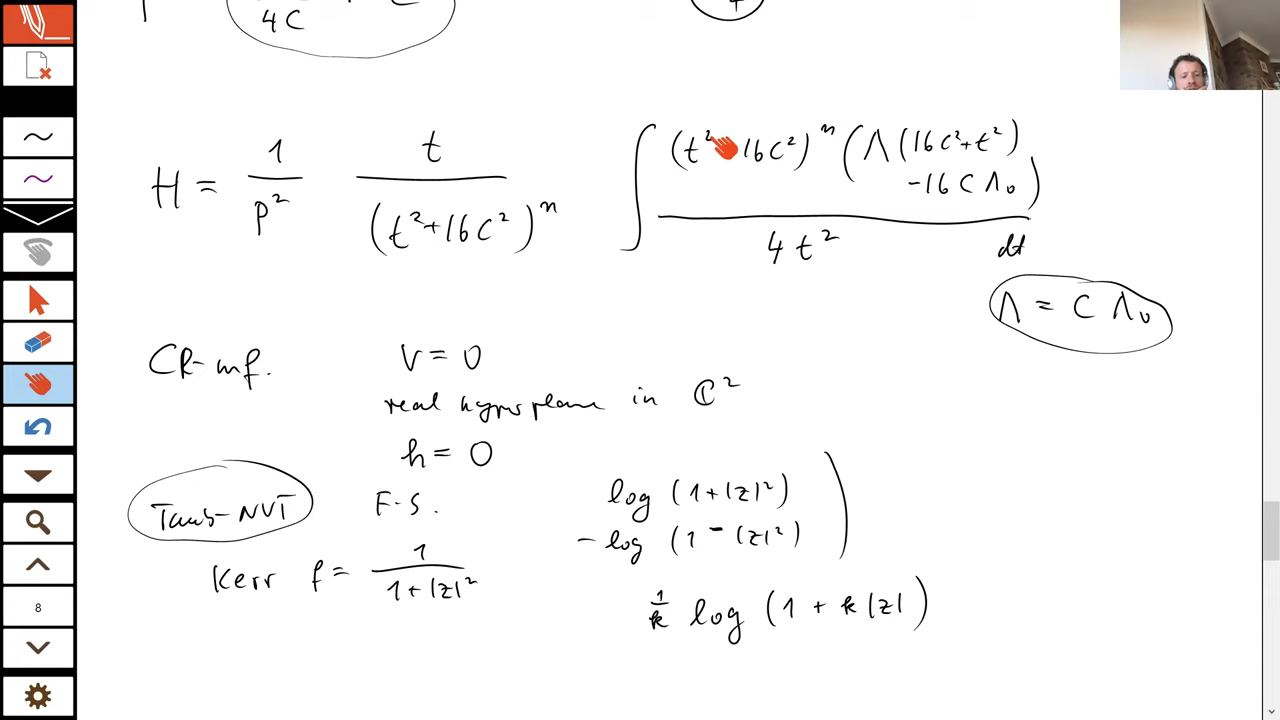 4C
H = 1/p² t/(t²+16C²)ⁿ ∫ (t² 16C²)ⁿ (Λ(16C²+t²) -16CΛ₀)/4t² dt
Λ = CΛ₀
CR-mf. V = 0
real hyperplane in ℂ²
h = 0
Taub-NUT F-S. log (1+|z|²)
-log (1-|z|²)
Kerr f = 1/1+|z|²
1/k log (1 + k|z|)
8